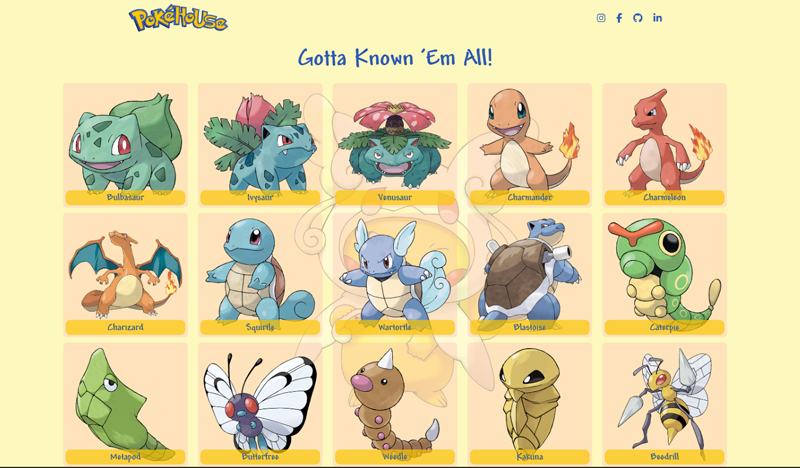 PokéHouse
Gotta Known 'Em All!
Bulbasaur
Ivysaur
Venusaur
Charmander
Charmeleon
Charizard
Squirtle
Wartortle
Blastoise
Caterpie
Metapod
Butterfree
Weedle
Kakuna
Beedrill